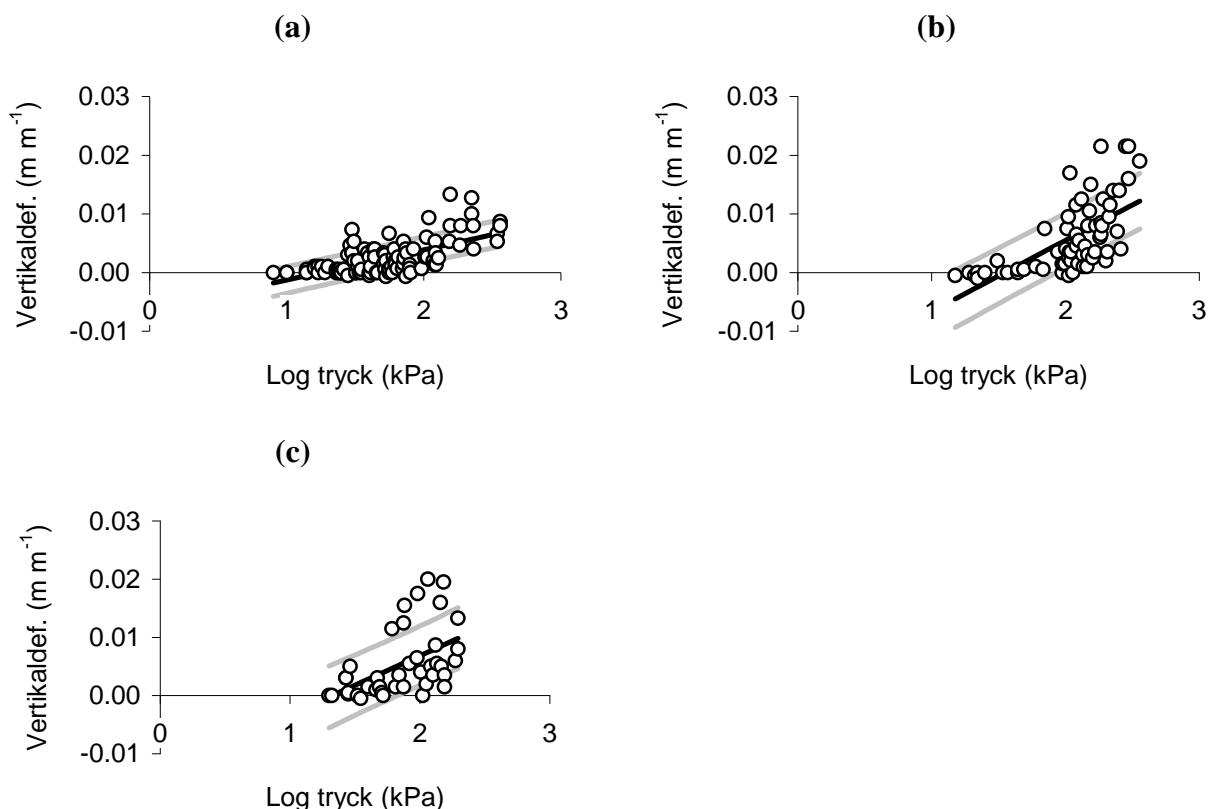 (a)
(b)
0.03
0.02
0.01
0.00
-0.01
Vertikaldef. (m m⁻¹)
0 1 2 3
Log tryck (kPa)
0.03
0.02
0.01
0.00
-0.01
Vertikaldef. (m m⁻¹)
0 1 2 3
Log tryck (kPa)
(c)
0.03
0.02
0.01
0.00
-0.01
Vertikaldef. (m m⁻¹)
0 1 2 3
Log tryck (kPa)